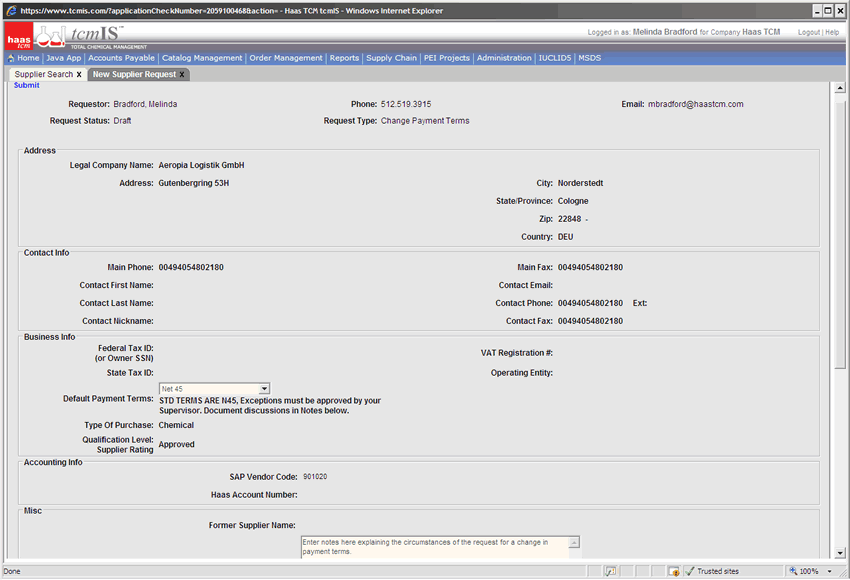 https://www.tcmis.com/?applicationCheckNumber=2059100468&action= - Haas TCM tcmIS - Windows Internet Explorer
haas tcm
tcmIS™
TOTAL CHEMICAL MANAGEMENT
Logged in as: Melinda Bradford for Company Haas TCM Logout | Help
Home | Java App | Accounts Payable | Catalog Management | Order Management | Reports | Supply Chain | PEI Projects | Administration | IUCLIDS | MSDS
Supplier Search x New Supplier Request x
Submit
Requestor: Bradford, Melinda Phone: 512.519.3915 Email: mbradford@haastcm.com
Request Status: Draft Request Type: Change Payment Terms
Address
Legal Company Name: Aeropia Logistik GmbH
Address: Gutenbergring 53H City: Norderstedt
State/Province: Cologne
Zip: 22848 -
Country: DEU
Contact Info
Main Phone: 00494054802180 Main Fax: 00494054802180
Contact First Name: Contact Email:
Contact Last Name: Contact Phone: 00494054802180 Ext:
Contact Nickname: Contact Fax: 00494054802180
Business Info
Federal Tax ID:
(or Owner SSN) VAT Registration #:
State Tax ID: Operating Entity:
Net 45
Default Payment Terms: STD TERMS ARE N45, Exceptions must be approved by your
Supervisor. Document discussions in Notes below.
Type Of Purchase: Chemical
Qualification Level: Approved
Supplier Rating
Accounting Info
SAP Vendor Code: 901020
Haas Account Number:
Misc
Former Supplier Name:
Enter notes here explaining the circumstances of the request for a change in
payment terms.
Done Trusted sites 100%